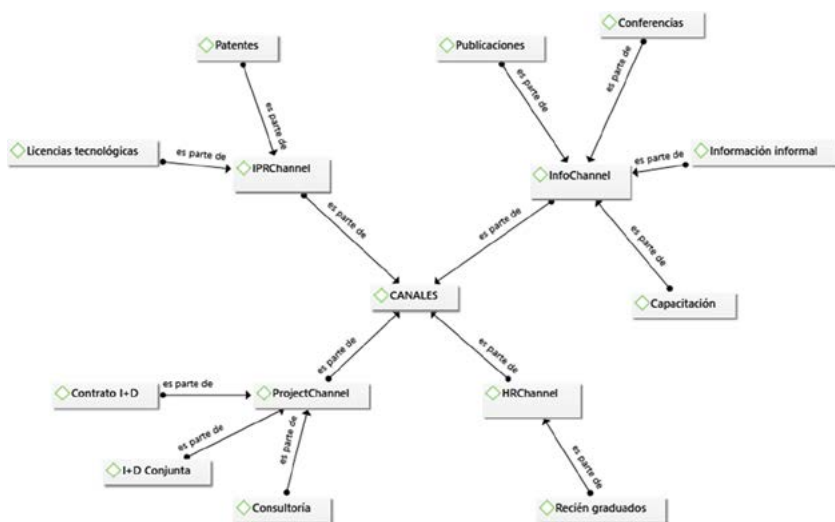 Patentes
Publicaciones
Conferencias
es parte de
es parte de
es parte de
Licencias tecnológicas
es parte de
IPRChannel
InfoChannel
es parte de
Información informal
es parte de
es parte de
es parte de
CANALES
Capacitación
es parte de
es parte de
Contrato I+D
es parte de
ProjectChannel
HRChannel
es parte de
es parte de
es parte de
I+D Conjunta
Consultoría
Recién graduados